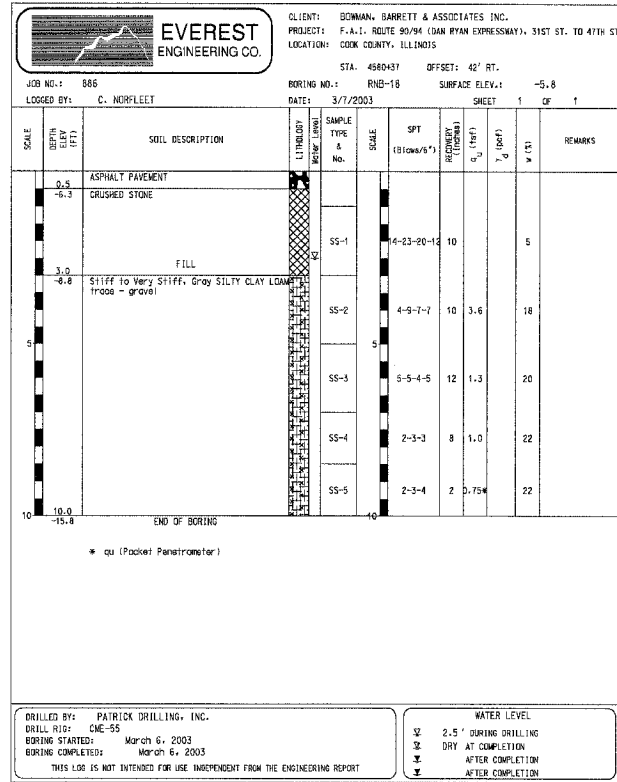 EVEREST
ENGINEERING CO.
CLIENT: BOWMAN, BARRETT & ASSOCIATES INC.
PROJECT: F.A.I. ROUTE 90/94 (DAN RYAN EXPRESSWAY), 31ST ST. TO 47TH ST
LOCATION: COOK COUNTY, ILLINOIS
STA. 4580+37 OFFSET: 42' RT.
JOB NO.: 886 BORING NO.: RNB-18 SURFACE ELEV.: -5.8
LOGGED BY: C. NORFLEET DATE: 3/7/2003 SHEET 1 OF 1
SCALE DEPTH ELEV (FT) SOIL DESCRIPTION LITHOLOGY Water Level SAMPLE TYPE & No. SCALE SPT (Blows/6") RECOVERY (Inches) qu (tsf) γd (pcf) w (%) REMARKS
ASPHALT PAVEMENT
0.5
-6.3 CRUSHED STONE
SS-1 14-23-20-12 10 5
FILL
3.0
-8.8 Stiff to Very Stiff, Gray SILTY CLAY LOAM
trace - gravel
SS-2 4-9-7-7 10 3.6 18
5 5
SS-3 5-5-4-5 12 1.3 20
SS-4 2-3-3 8 1.0 22
SS-5 2-3-4 2 0.75* 22
10 10.0 10
-15.8 END OF BORING
* qu (Pocket Penetrometer)
DRILLED BY: PATRICK DRILLING, INC.
DRILL RIG: CME-55
BORING STARTED: March 6, 2003
BORING COMPLETED: March 6, 2003
THIS LOG IS NOT INTENDED FOR USE INDEPENDENT FROM THE ENGINEERING REPORT
WATER LEVEL
2.5 ' DURING DRILLING
DRY AT COMPLETION
AFTER COMPLETION
AFTER COMPLETION